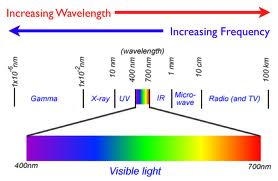 Increasing Wavelength
Increasing Frequency
(wavelength)
1x10⁻⁶ nm
1x10⁻² nm
10 nm
400 nm
700 nm
1 mm
10 cm
100 km
Gamma
X-ray
UV
IR
Micro-
wave
Radio (and TV)
400nm
700nm
Visible light